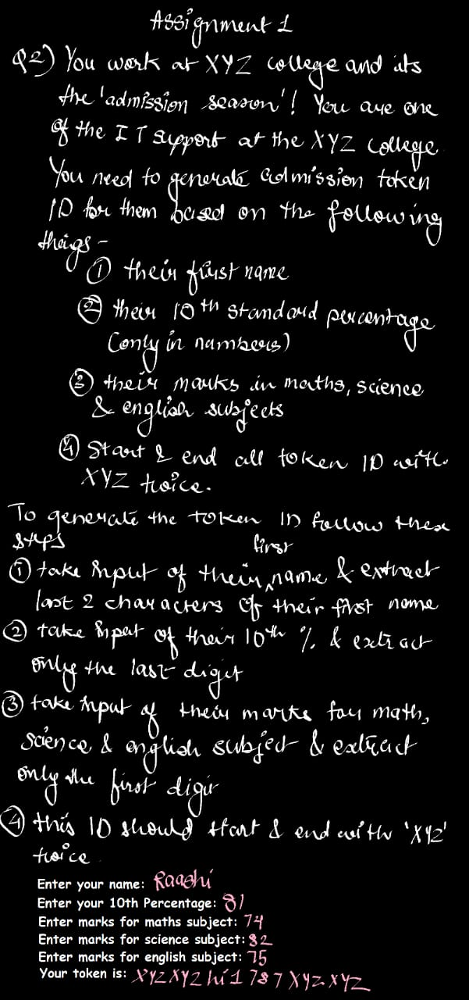 Assignment 1
Q2) You work at XYZ college and its
the 'admission season'! You are one
of the IT support at the XYZ college.
You need to generate admission token
ID for them based on the following
things -
① their first name
② their 10th standard percentage
(only in numbers)
③ their marks in maths, science
& english subjects
④ Start & end all token ID with
XYZ twice.
To generate the token ID follow these
steps
① take input of their first name & extract
last 2 characters of their first name
② take input of their 10th % & extract
only the last digit
③ take input of their marks for math,
science & english subject & extract
only the first digit
④ this ID should start & end with 'XYZ'
twice
Enter your name: Raashi
Enter your 10th Percentage: 81
Enter marks for maths subject: 74
Enter marks for science subject: 82
Enter marks for english subject: 75
Your token is: XYZXYZhi1787XYZXYZ